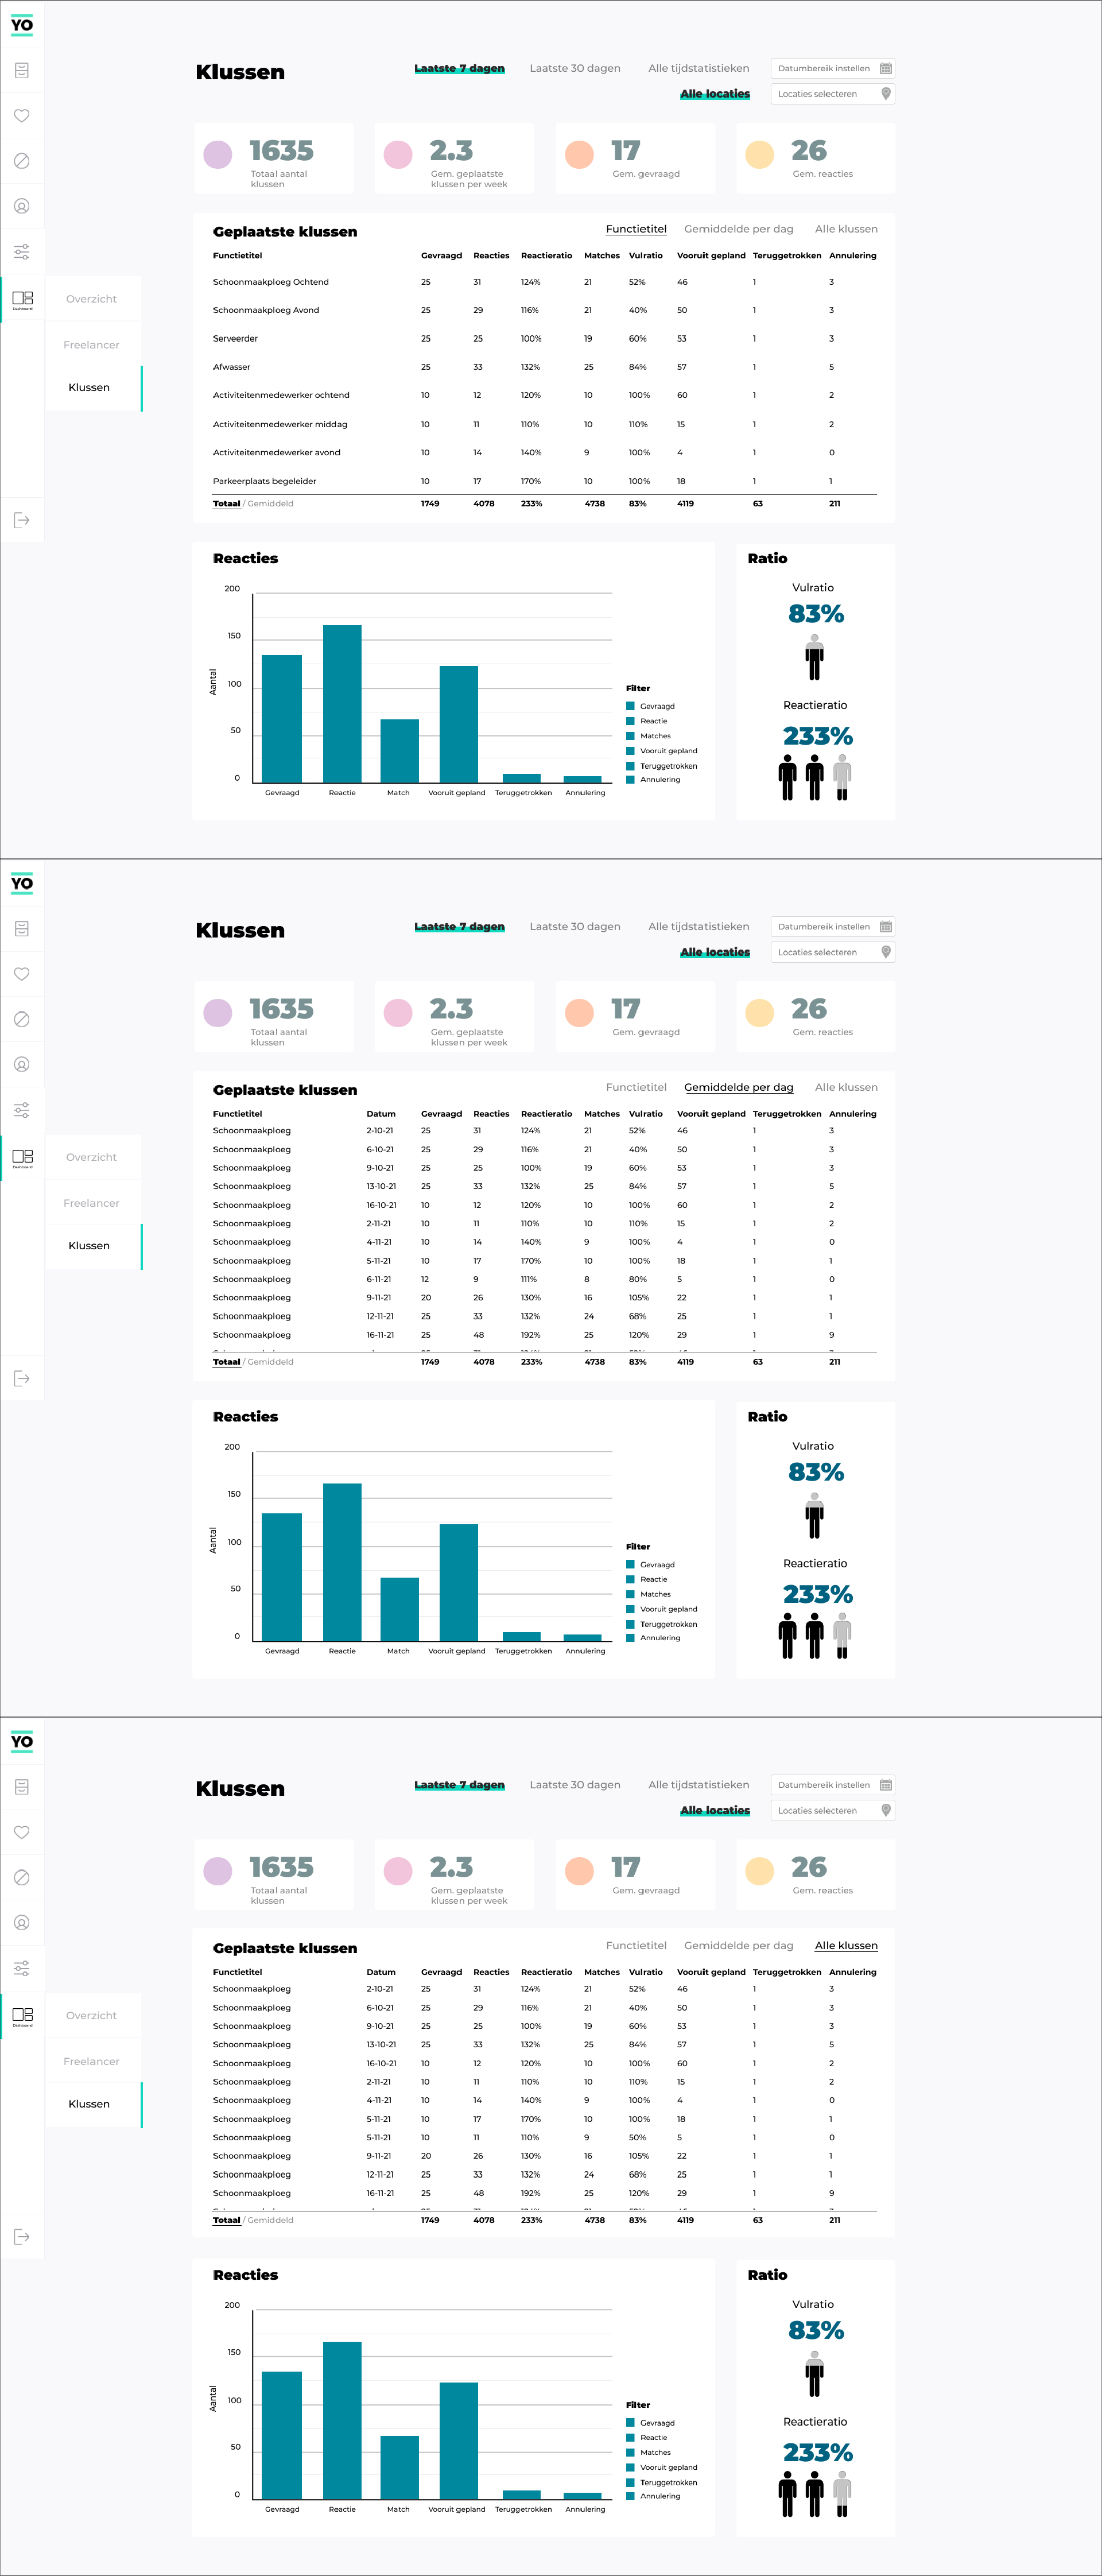 YO
Klussen
Laatste 7 dagen Laatste 30 dagen Alle tijdstatistieken Datumbereik instellen
Alle locaties Locaties selecteren
1635 2.3 17 26
Totaal aantal Gem. geplaatste Gem. gevraagd Gem. reacties
klussen klussen per week
Geplaatste klussen Functietitel Gemiddelde per dag Alle klussen
Functietitel Gevraagd Reacties Reactieratio Matches Vulratio Vooruit gepland Teruggetrokken Annulering
Schoonmaakploeg Ochtend 25 31 124% 21 52% 46 1 3
Dashboard Overzicht
Schoonmaakploeg Avond 25 29 116% 21 40% 50 1 3
Serveerder 25 25 100% 19 60% 53 1 3
Freelancer
Afwasser 25 33 132% 25 84% 57 1 5
Klussen
Activiteitenmedewerker ochtend 10 12 120% 10 100% 60 1 2
Activiteitenmedewerker middag 10 11 110% 10 110% 15 1 2
Activiteitenmedewerker avond 10 14 140% 9 100% 4 1 0
Parkeerplaats begeleider 10 17 170% 10 100% 18 1 1
Totaal / Gemiddeld 1749 4078 233% 4738 83% 4119 63 211
Reacties
200
150
100
50
0
Aantal
Gevraagd Reactie Match Vooruit gepland Teruggetrokken Annulering
Filter
Gevraagd
Reactie
Matches
Vooruit gepland
Teruggetrokken
Annulering
Ratio
Vulratio
83%
Reactieratio
233%
YO
Klussen
Laatste 7 dagen Laatste 30 dagen Alle tijdstatistieken Datumbereik instellen
Alle locaties Locaties selecteren
1635 2.3 17 26
Totaal aantal Gem. geplaatste Gem. gevraagd Gem. reacties
klussen klussen per week
Geplaatste klussen Functietitel Gemiddelde per dag Alle klussen
Functietitel Datum Gevraagd Reacties Reactieratio Matches Vulratio Vooruit gepland Teruggetrokken Annulering
Schoonmaakploeg 2-10-21 25 31 124% 21 52% 46 1 3
Schoonmaakploeg 6-10-21 25 29 116% 21 40% 50 1 3
Dashboard Overzicht
Schoonmaakploeg 9-10-21 25 25 100% 19 60% 53 1 3
Schoonmaakploeg 13-10-21 25 33 132% 25 84% 57 1 5
Freelancer
Schoonmaakploeg 16-10-21 10 12 120% 10 100% 60 1 2
Schoonmaakploeg 2-11-21 10 11 110% 10 110% 15 1 2
Klussen
Schoonmaakploeg 4-11-21 10 14 140% 9 100% 4 1 0
Schoonmaakploeg 5-11-21 10 17 170% 10 100% 18 1 1
Schoonmaakploeg 6-11-21 12 9 111% 8 80% 5 1 0
Schoonmaakploeg 9-11-21 20 26 130% 16 105% 22 1 1
Schoonmaakploeg 12-11-21 25 33 132% 24 68% 25 1 1
Schoonmaakploeg 16-11-21 25 48 192% 25 120% 29 1 9
Totaal / Gemiddeld 1749 4078 233% 4738 83% 4119 63 211
Reacties
200
150
100
50
0
Aantal
Gevraagd Reactie Match Vooruit gepland Teruggetrokken Annulering
Filter
Gevraagd
Reactie
Matches
Vooruit gepland
Teruggetrokken
Annulering
Ratio
Vulratio
83%
Reactieratio
233%
YO
Klussen
Laatste 7 dagen Laatste 30 dagen Alle tijdstatistieken Datumbereik instellen
Alle locaties Locaties selecteren
1635 2.3 17 26
Totaal aantal Gem. geplaatste Gem. gevraagd Gem. reacties
klussen klussen per week
Geplaatste klussen Functietitel Gemiddelde per dag Alle klussen
Functietitel Datum Gevraagd Reacties Reactieratio Matches Vulratio Vooruit gepland Teruggetrokken Annulering
Schoonmaakploeg 2-10-21 25 31 124% 21 52% 46 1 3
Schoonmaakploeg 6-10-21 25 29 116% 21 40% 50 1 3
Dashboard Overzicht
Schoonmaakploeg 9-10-21 25 25 100% 19 60% 53 1 3
Schoonmaakploeg 13-10-21 25 33 132% 25 84% 57 1 5
Freelancer
Schoonmaakploeg 16-10-21 10 12 120% 10 100% 60 1 2
Schoonmaakploeg 2-11-21 10 11 110% 10 110% 15 1 2
Klussen
Schoonmaakploeg 4-11-21 10 14 140% 9 100% 4 1 0
Schoonmaakploeg 5-11-21 10 17 170% 10 100% 18 1 1
Schoonmaakploeg 5-11-21 10 11 110% 9 50% 5 1 0
Schoonmaakploeg 9-11-21 20 26 130% 16 105% 22 1 1
Schoonmaakploeg 12-11-21 25 33 132% 24 68% 25 1 1
Schoonmaakploeg 16-11-21 25 48 192% 25 120% 29 1 9
Totaal / Gemiddeld 1749 4078 233% 4738 83% 4119 63 211
Reacties
200
150
100
50
0
Aantal
Gevraagd Reactie Match Vooruit gepland Teruggetrokken Annulering
Filter
Gevraagd
Reactie
Matches
Vooruit gepland
Teruggetrokken
Annulering
Ratio
Vulratio
83%
Reactieratio
233%